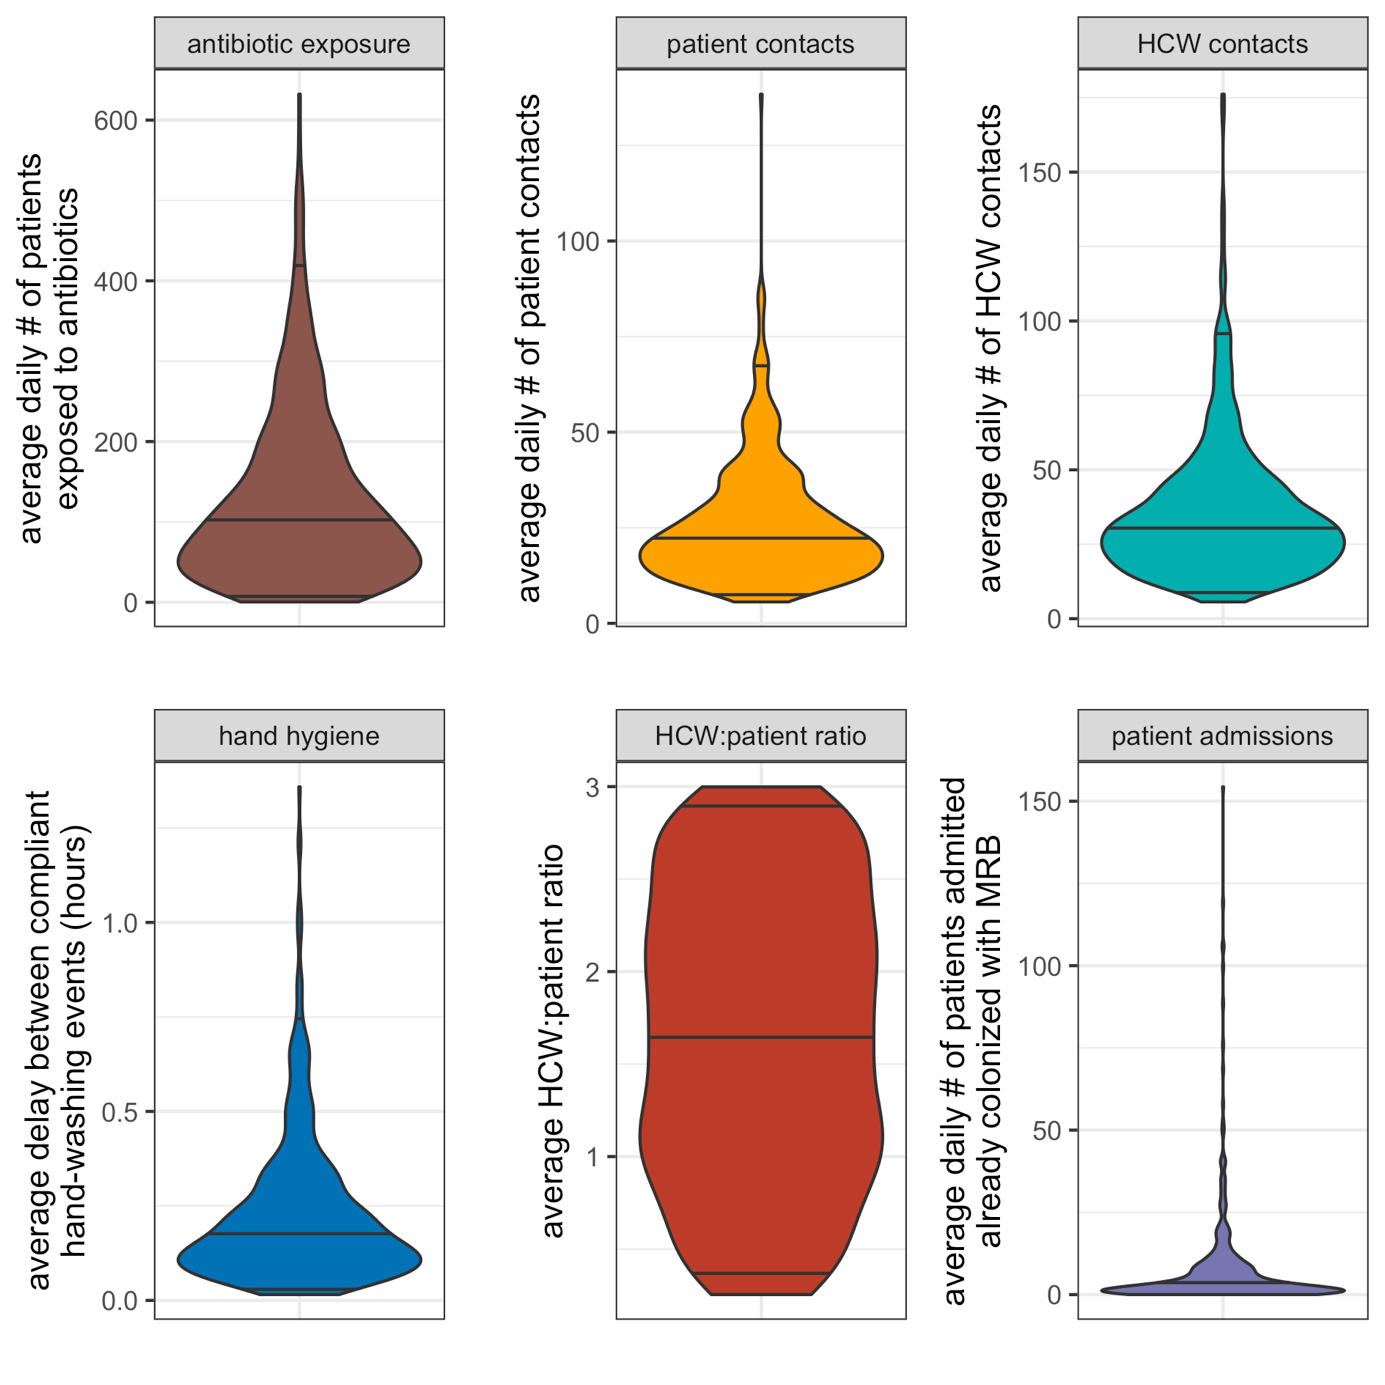 antibiotic exposure
average daily # of patients
exposed to antibiotics
600
400
200
0
patient contacts
average daily # of patient contacts
100
50
0
HCW contacts
average daily # of HCW contacts
150
100
50
0
hand hygiene
average delay between compliant
hand-washing events (hours)
1.0
0.5
0.0
HCW:patient ratio
average HCW:patient ratio
3
2
1
patient admissions
average daily # of patients admitted
already colonized with MRB
150
100
50
0